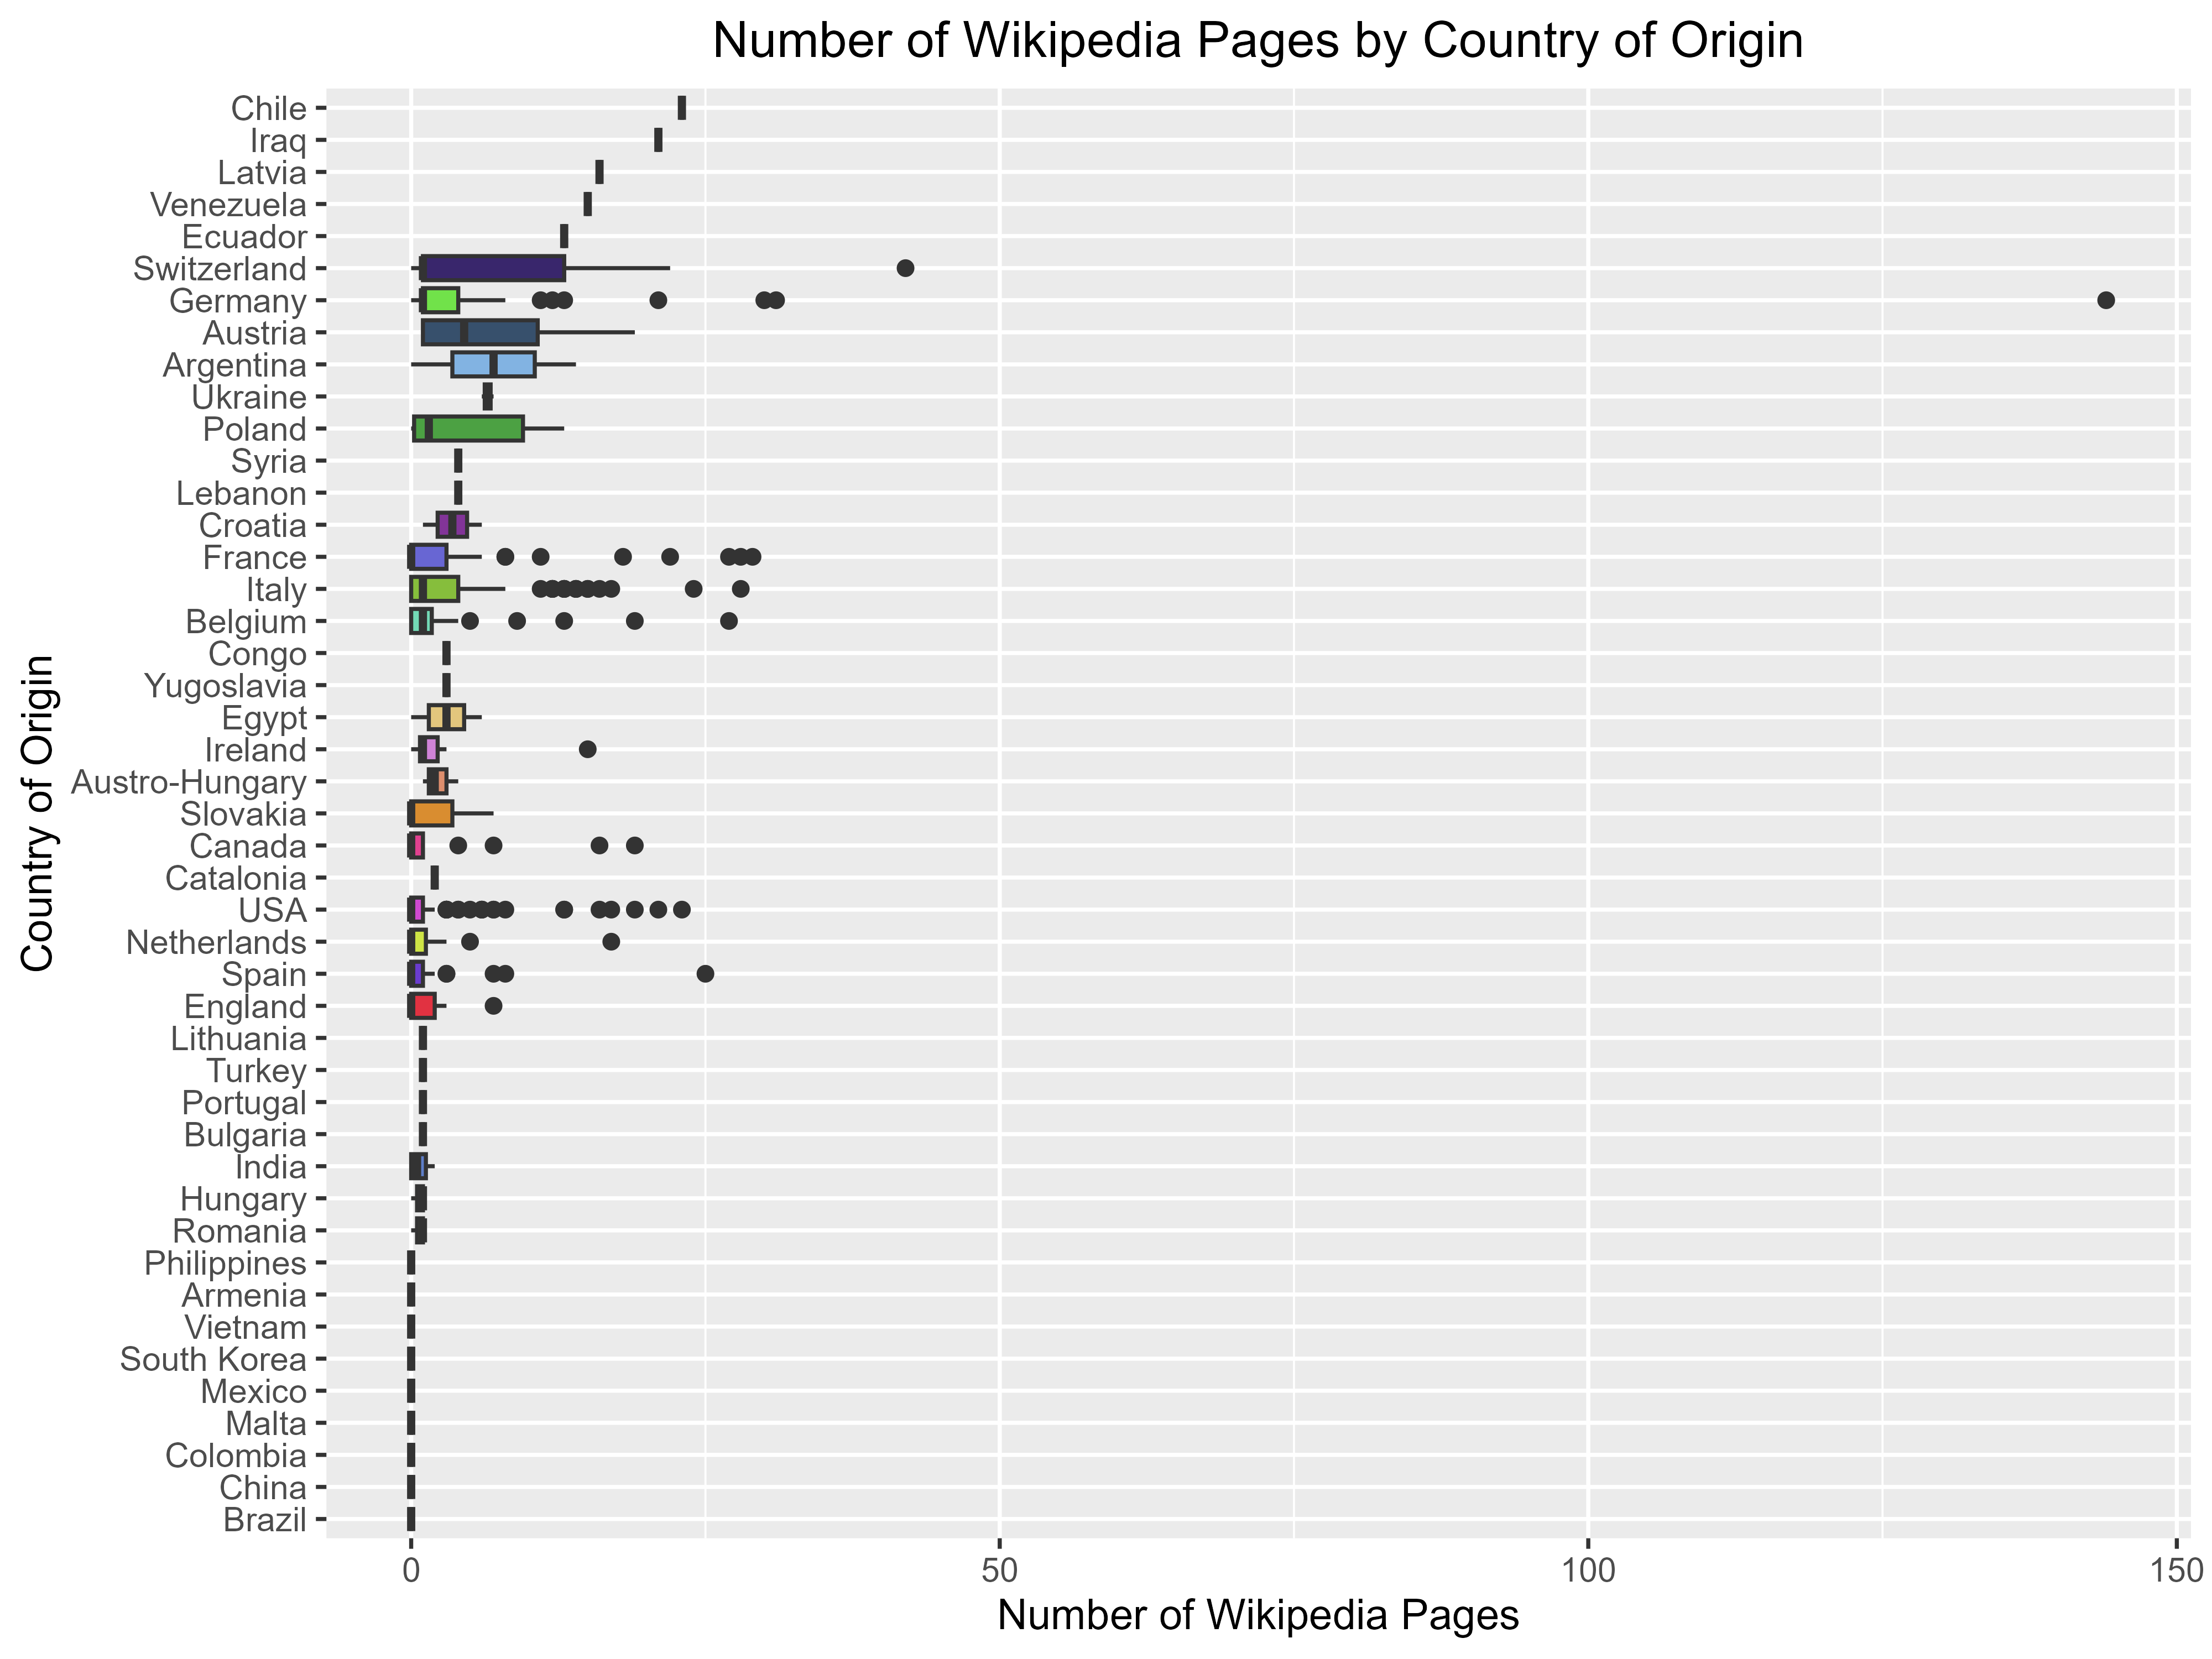 Number of Wikipedia Pages by Country of Origin
Country of Origin
Chile
Iraq
Latvia
Venezuela
Ecuador
Switzerland
Germany
Austria
Argentina
Ukraine
Poland
Syria
Lebanon
Croatia
France
Italy
Belgium
Congo
Yugoslavia
Egypt
Ireland
Austro-Hungary
Slovakia
Canada
Catalonia
USA
Netherlands
Spain
England
Lithuania
Turkey
Portugal
Bulgaria
India
Hungary
Romania
Philippines
Armenia
Vietnam
South Korea
Mexico
Malta
Colombia
China
Brazil
0 50 100 150
Number of Wikipedia Pages